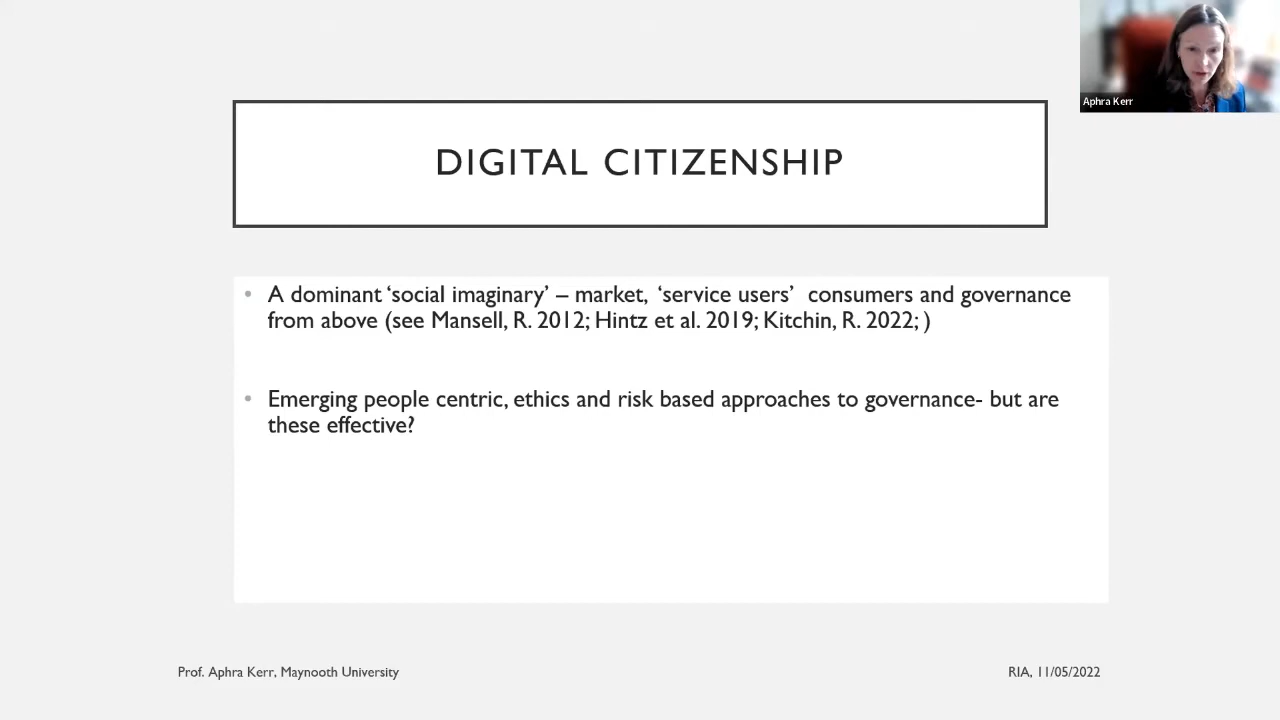 Aphra Kerr
DIGITAL CITIZENSHIP
• A dominant ‘social imaginary’ – market, ‘service users’ consumers and governance
from above (see Mansell, R. 2012; Hintz et al. 2019; Kitchin, R. 2022; )
• Emerging people centric, ethics and risk based approaches to governance- but are
these effective?
Prof. Aphra Kerr, Maynooth University
RIA, 11/05/2022